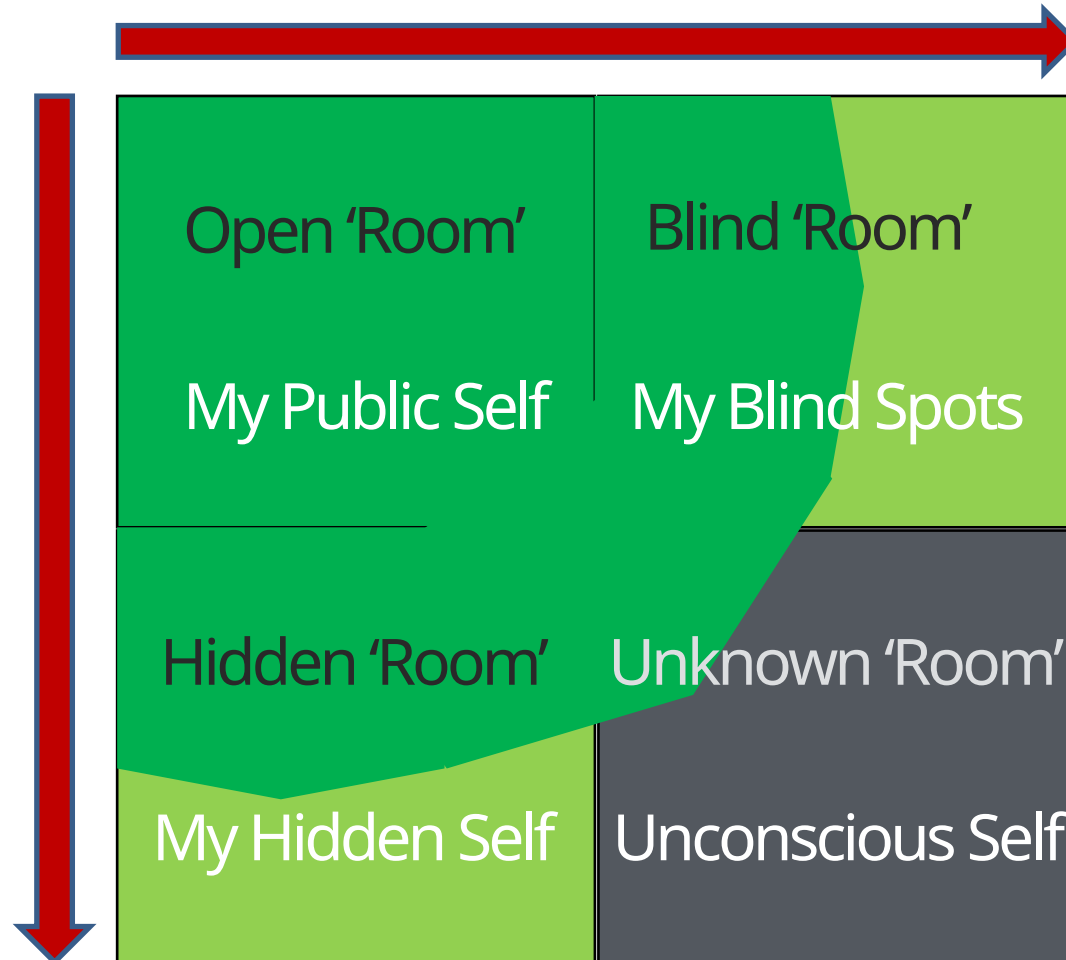 Open ‘Room’
Blind ‘Room’
My Public Self
My Blind Spots
Hidden ‘Room’
Unknown ‘Room’
My Hidden Self
Unconscious Self